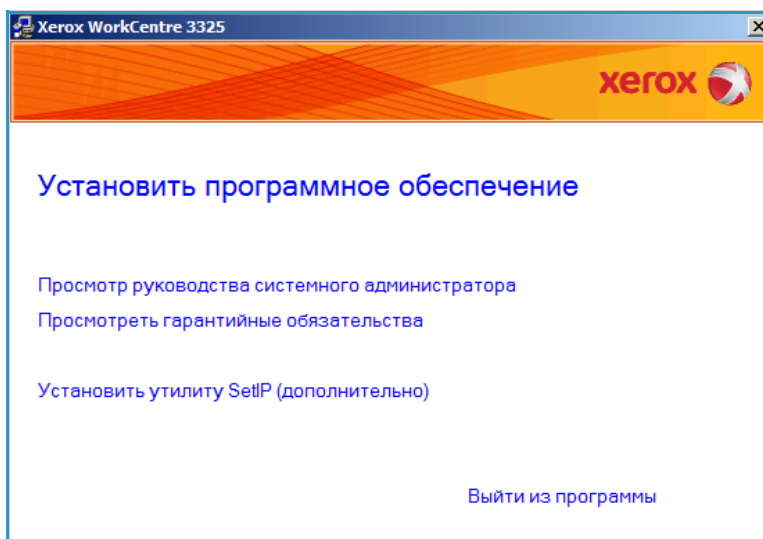 Xerox WorkCentre 3325
xerox
Установить программное обеспечение
Просмотр руководства системного администратора
Просмотреть гарантийные обязательства
Установить утилиту SetIP (дополнительно)
Выйти из программы